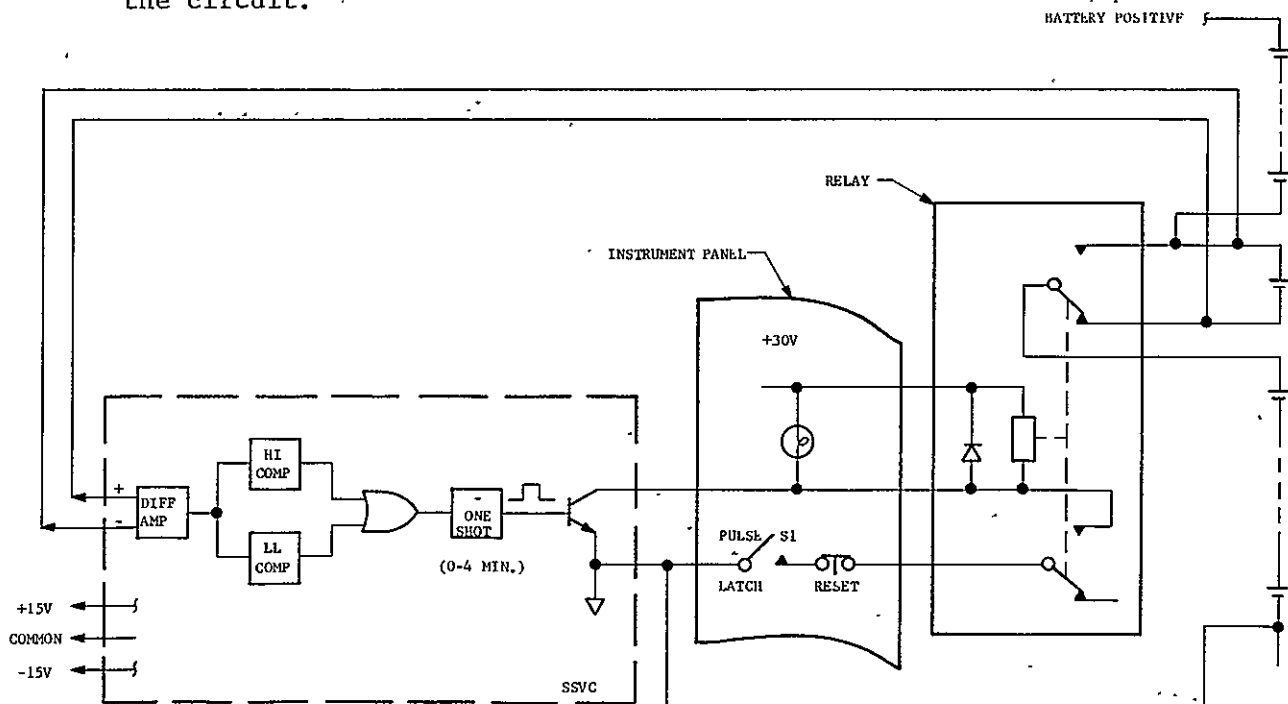 the circuit.
BATTERY POSITIVE
RELAY
INSTRUMENT PANEL
+30V
HI
COMP
+
-
DIFF
AMP
ONE
SHOT
LL
COMP
(0-4 MIN.)
PULSE S1
LATCH
RESET
+15V
COMMON
-15V
SSVC